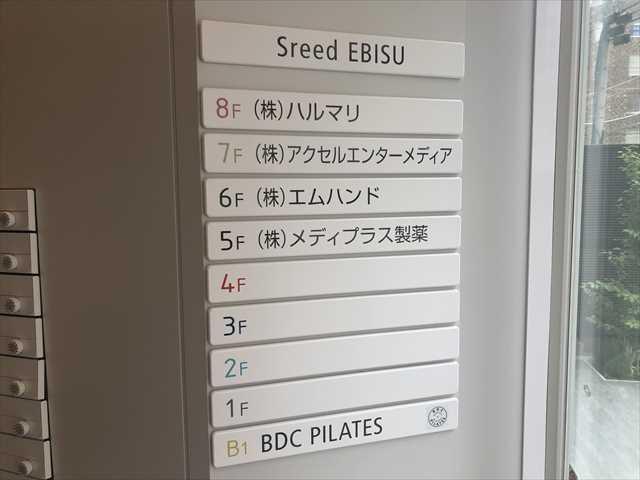 Sreed EBISU
8F (株)ハルマリ
7F (株)アクセルエンターメディア
6F (株)エムハンド
5F (株)メディプラス製薬
4F
3F
2F
1F
B1 BDC PILATES